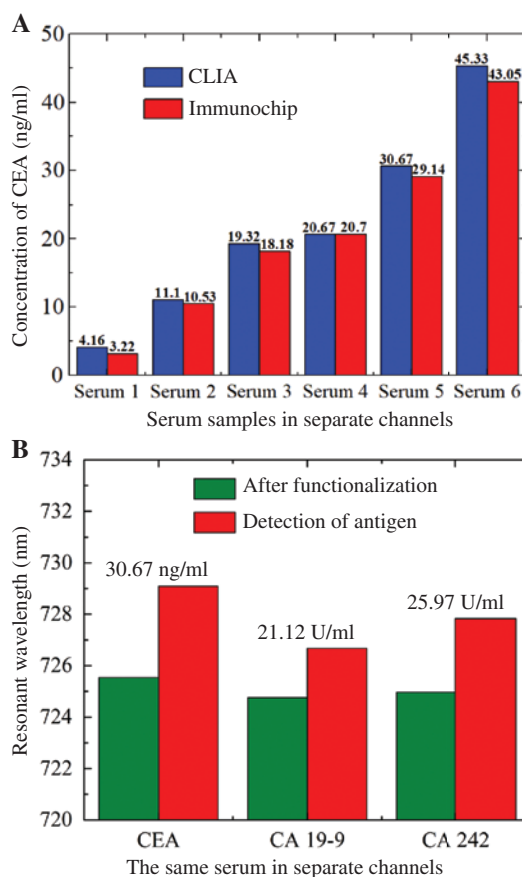 A
Concentration of CEA (ng/ml)
50
40
30
20
10
0
CLIA
Immunochip
4.16
3.22
11.1
10.53
19.32
18.18
20.67
20.7
30.67
29.14
45.33
43.05
Serum 1 Serum 2 Serum 3 Serum 4 Serum 5 Serum 6
Serum samples in separate channels
B
Resonant wavelength (nm)
734
732
730
728
726
724
722
720
After functionalization
Detection of antigen
30.67 ng/ml
21.12 U/ml
25.97 U/ml
CEA CA 19-9 CA 242
The same serum in separate channels